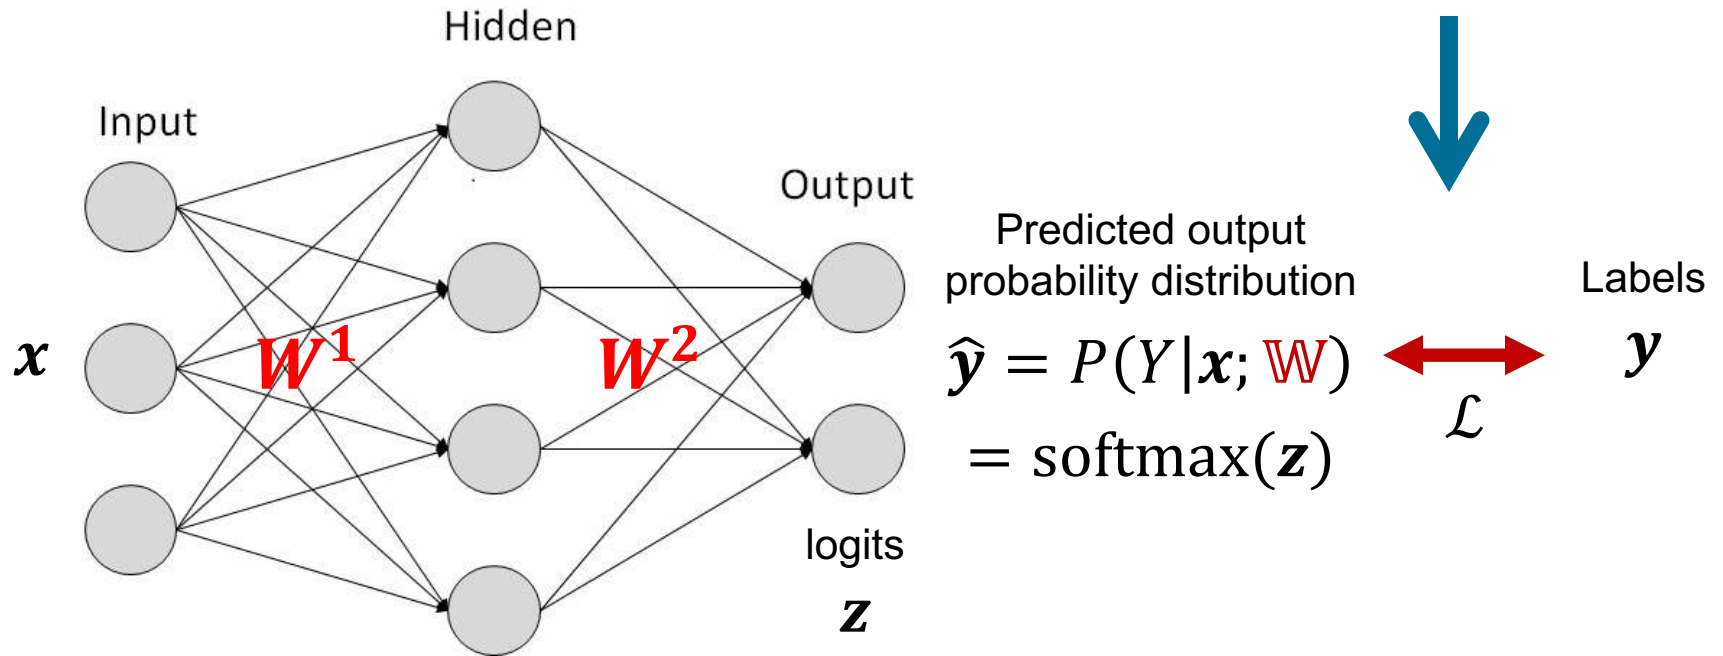 Hidden
Input
Output
Predicted output
probability distribution
Labels
x
W¹
W²
ŷ = P(Y|x; 𝕎)
y
ℒ
= softmax(z)
logits
z